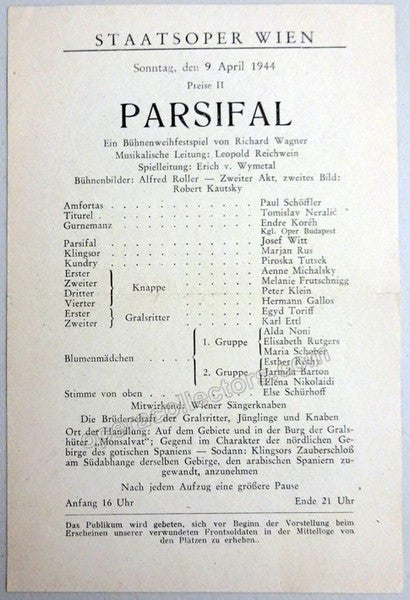 STAATSOPER WIEN
Sonntag, den 9 April 1944
Preise II
PARSIFAL
Ein Bühnenweihfestspiel von Richard Wagner
Musikalische Leitung: Leopold Reichwein
Spielleitung: Erich v. Wymetal
Bühnenbilder: Alfred Roller — Zweiter Akt, zweites Bild:
Robert Kautsky
Amfortas . . . . . . . . . . Paul Schöffler
Titurel . . . . . . . . . . Tomislav Neralić
Gurnemanz . . . . . . . . . . Endre Koréh
Kgl. Oper Budapest
Parsifal . . . . . . . . . . Josef Witt
Klingsor . . . . . . . . . . Marjan Rus
Kundry . . . . . . . . . . Piroska Tutsek
Erster Aenne Michalsky
Zweiter Knappe . . . . . . Melanie Frutschnigg
Dritter Peter Klein
Vierter Hermann Gallos
Erster Gralsritter . . . . . . Egyd Toriff
Zweiter Karl Ettl
Alda Noni
1. Gruppe Elisabeth Rutgers
Maria Schober
Blumenmädchen
Esther Réthy
2. Gruppe Jarmila Barton
Elena Nikolaidi
Stimme von oben . . . . . . . . Else Schürhoff
Mitwirkend: Wiener Sängerknaben
Die Brüderschaft der Gralsritter, Jünglinge und Knaben
Ort der Handlung: Auf dem Gebiete und in der Burg der Grals-
hüter „Monsalvat“; Gegend im Charakter der nördlichen Ge-
birge des gotischen Spaniens — Sodann: Klingsors Zauberschloß
am Südabhange derselben Gebirge, den arabischen Spaniern zu-
gewandt, anzunehmen
Nach jedem Aufzug eine größere Pause
Anfang 16 Uhr Ende 21 Uhr
Das Publikum wird gebeten, sich vor Beginn der Vorstellung beim
Erscheinen unserer verwundeten Frontsoldaten in der Mittelloge von
den Plätzen zu erheben..